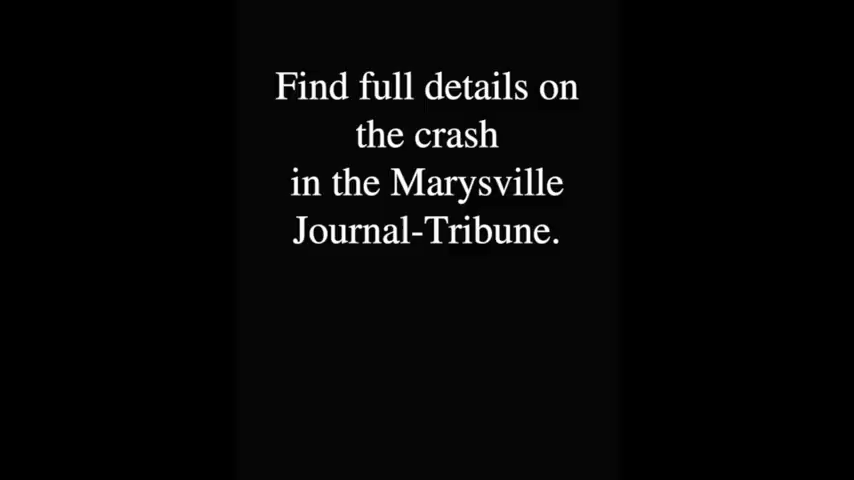 Find full details on
the crash
in the Marysville
Journal-Tribune.